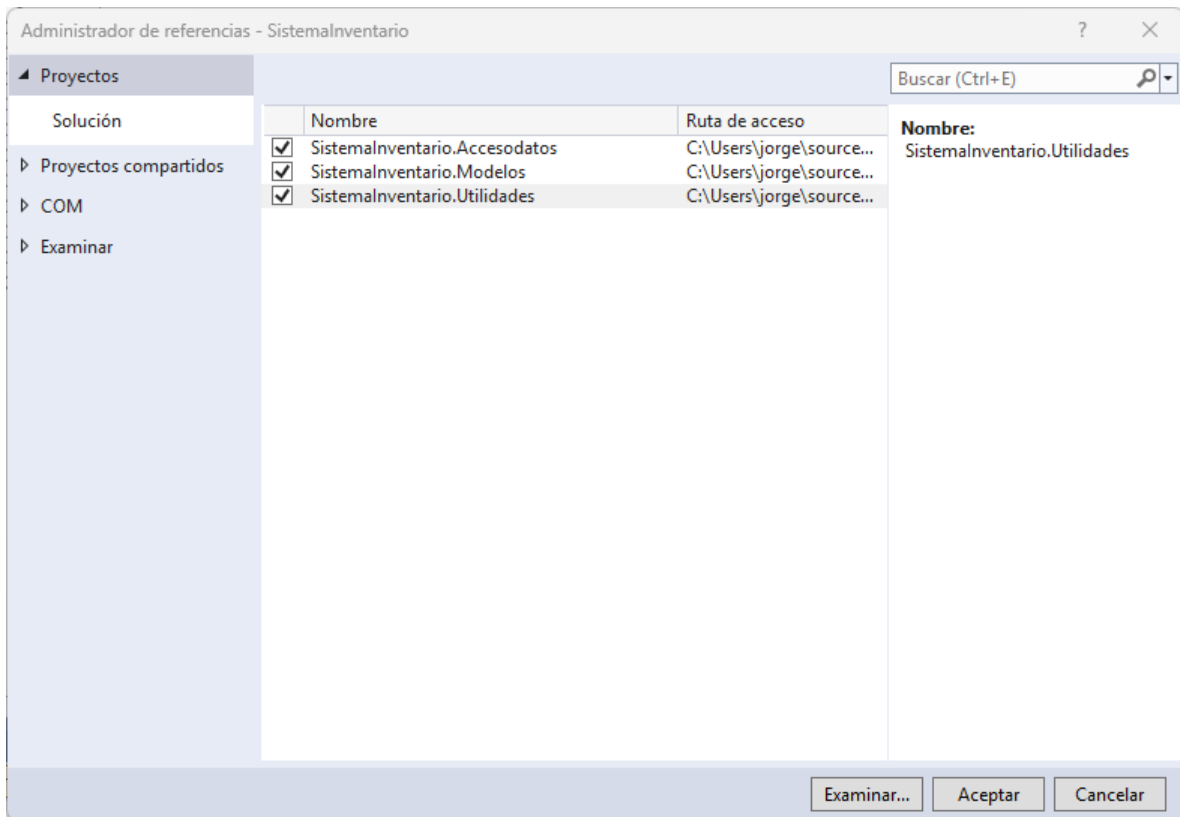 Administrador de referencias - SistemaInventario
?
Proyectos
Buscar (Ctrl+E)
Solución
Proyectos compartidos
COM
Examinar
Nombre Ruta de acceso
SistemaInventario.Accesodatos C:\Users\jorge\source...
SistemaInventario.Modelos C:\Users\jorge\source...
SistemaInventario.Utilidades C:\Users\jorge\source...
Nombre:
SistemaInventario.Utilidades
Examinar... Aceptar Cancelar